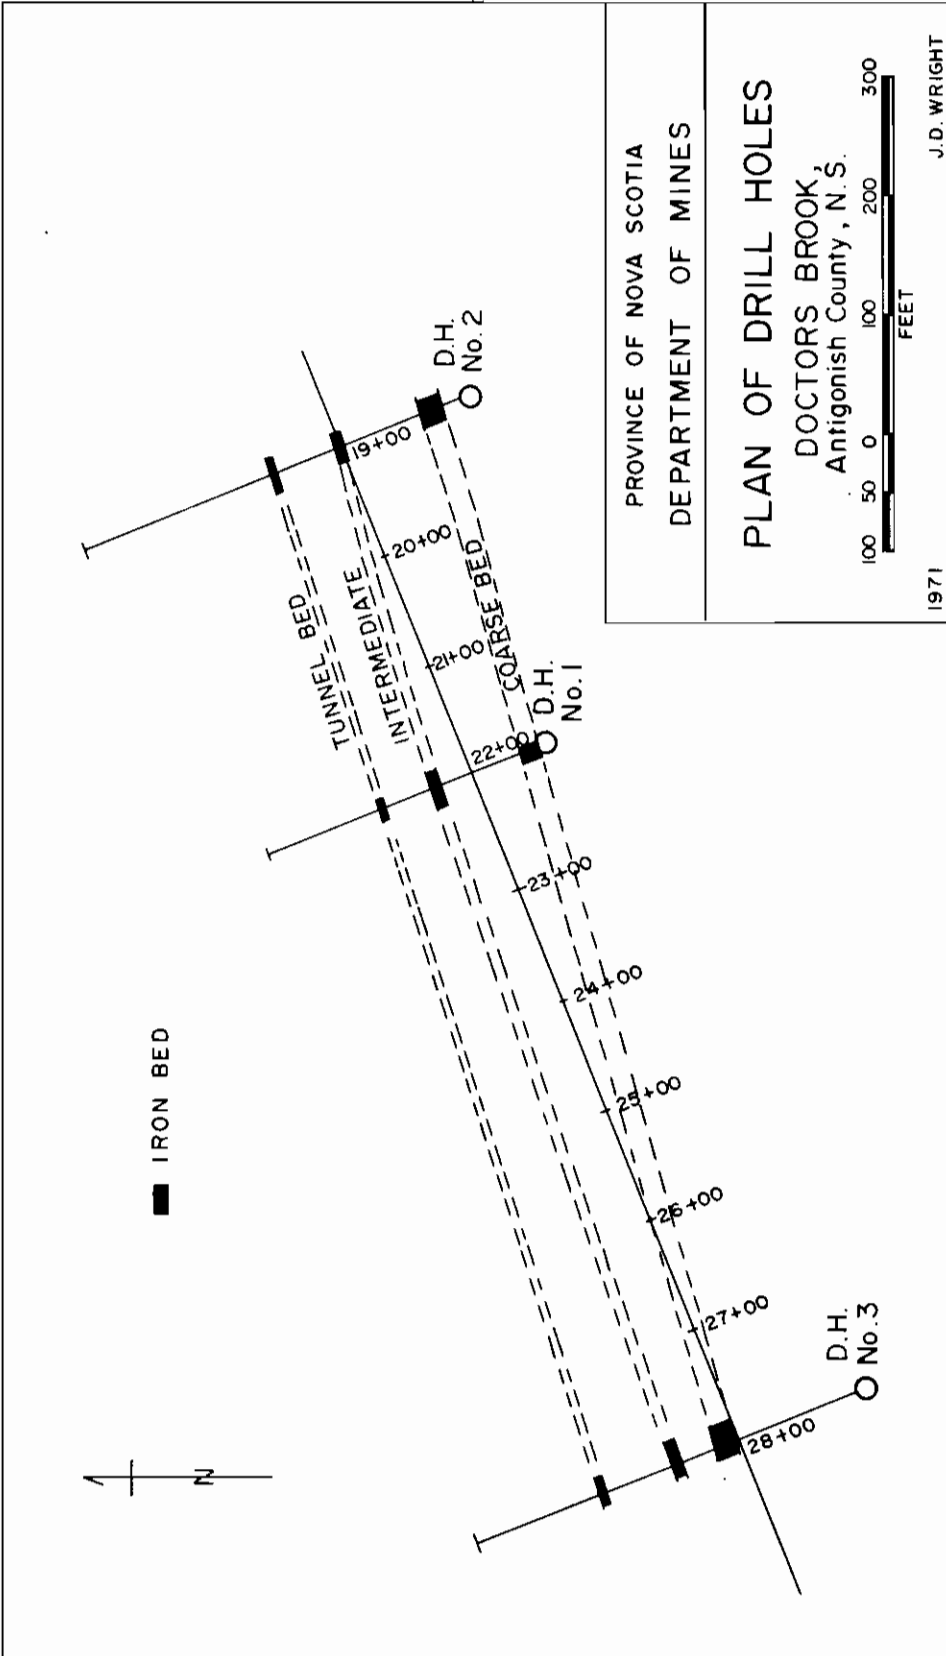 N
IRON BED
TUNNEL BED
INTERMEDIATE
COARSE BED
19+00
20+00
21+00
22+00
23+00
24+00
25+00
26+00
27+00
28+00
D.H.
No. 2
D.H.
No. 1
D.H.
No. 3
PROVINCE OF NOVA SCOTIA
DEPARTMENT OF MINES
PLAN OF DRILL HOLES
DOCTORS BROOK,
Antigonish County, N.S.
100 50 0 100 200 300
FEET
1971 J.D. WRIGHT